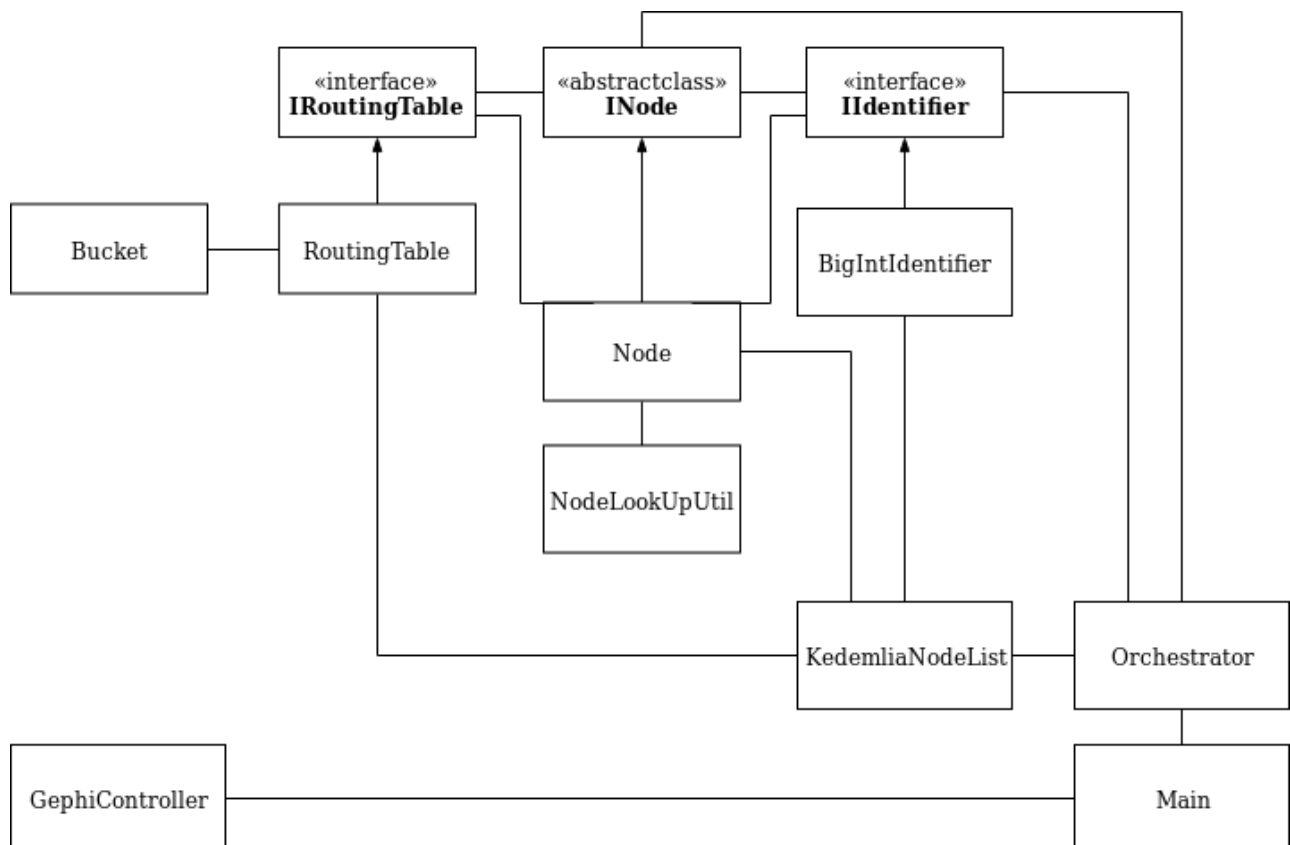 «interface»
IRoutingTable
«abstractclass»
INode
«interface»
IIdentifier
Bucket
RoutingTable
BigIntIdentifier
Node
NodeLookUpUtil
KedemliaNodeList
Orchestrator
GephiController
Main